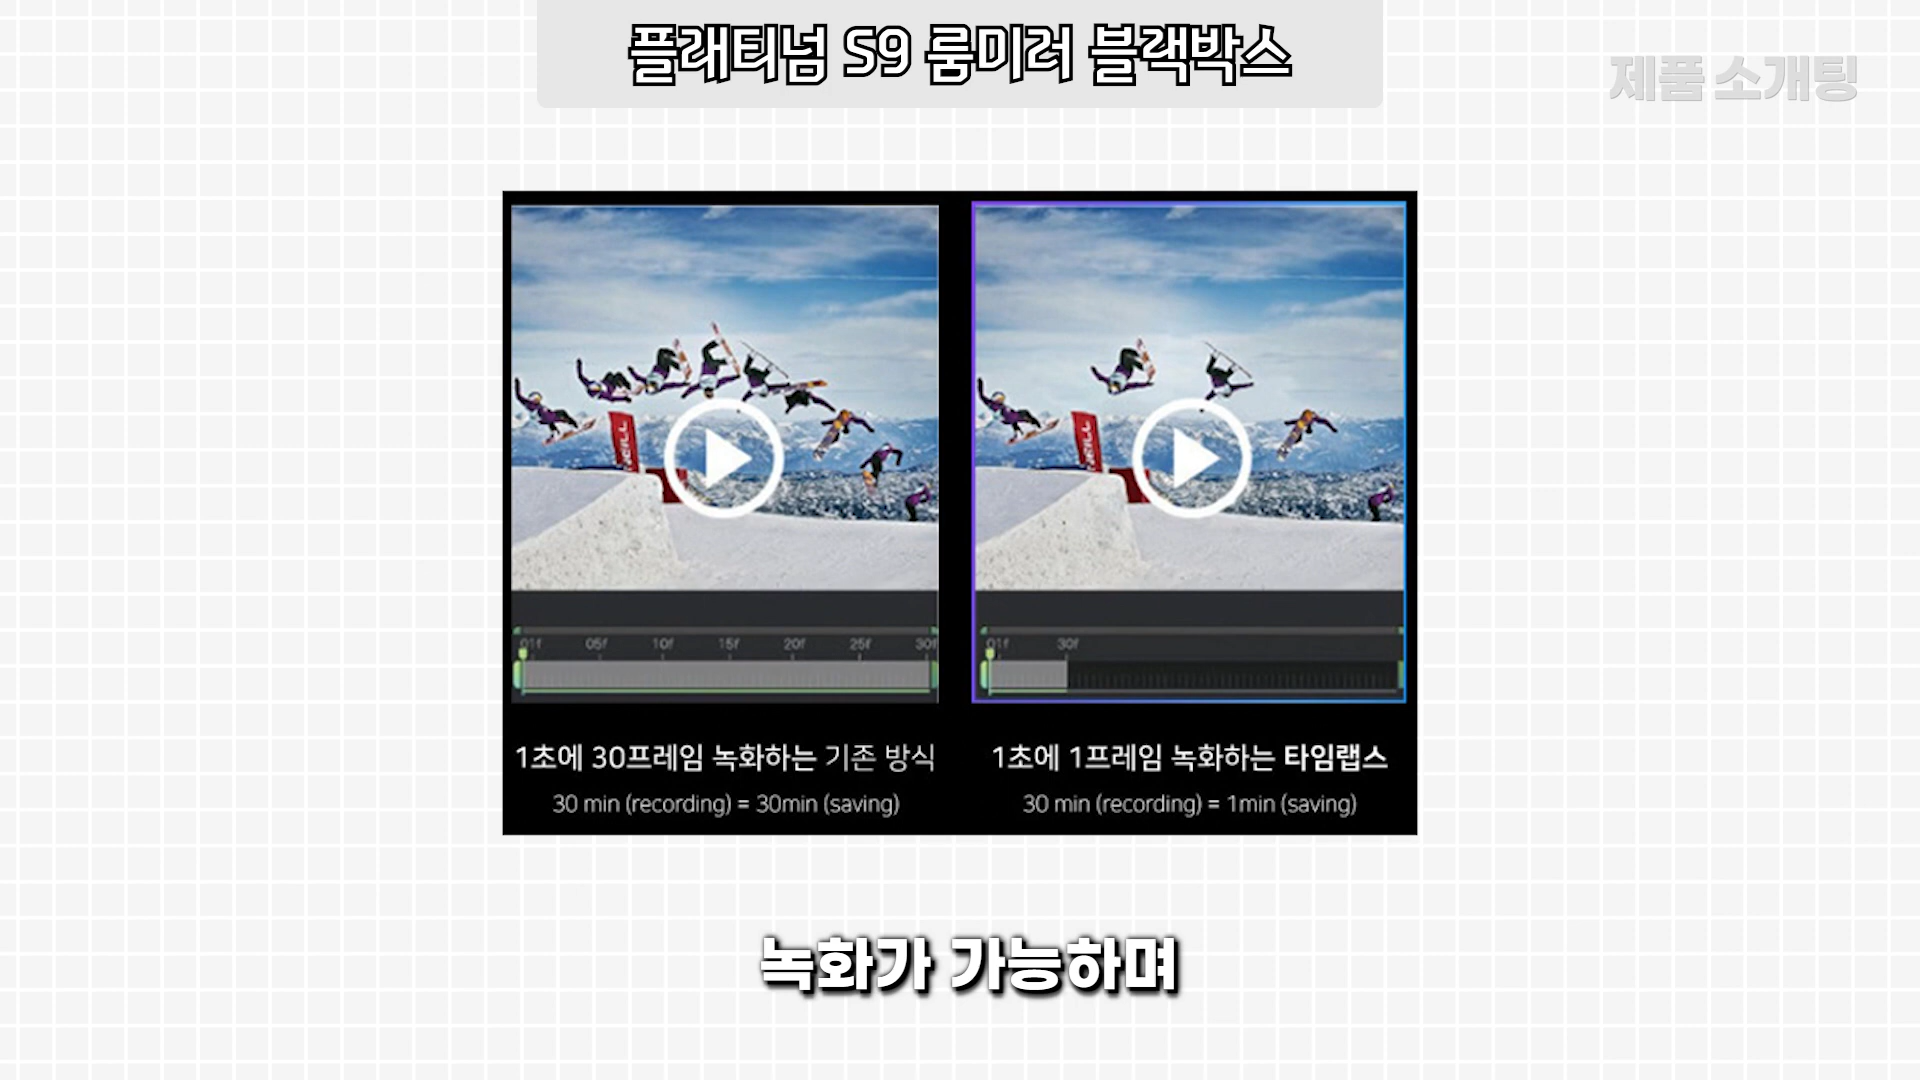 플래티넘 S9 룸미러 블랙박스
제품 소개팅
NEILL
NEILL
01f 05f 10f 15f 20f 25f 30f
01f 30f
1초에 30프레임 녹화하는 기존 방식
30 min (recording) = 30min (saving)
1초에 1프레임 녹화하는 타임랩스
30 min (recording) = 1min (saving)
녹화가 가능하며